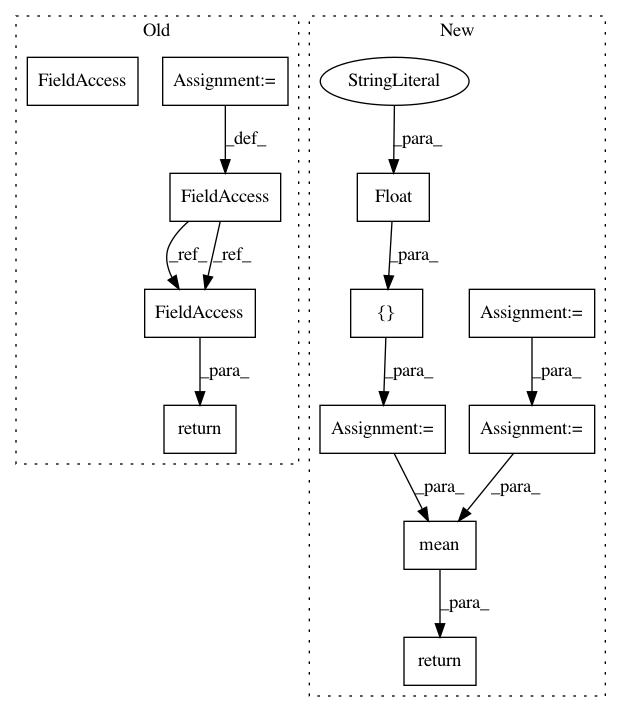 Old
New
FieldAccess
Assignment:=
StringLiteral
_def_
_para_
FieldAccess
Float
_ref_
_ref_
_para_
FieldAccess
{}
Assignment:=
_para_
_para_
_para_
return
Assignment:=
Assignment:=
_para_
_para_
mean
_para_
return